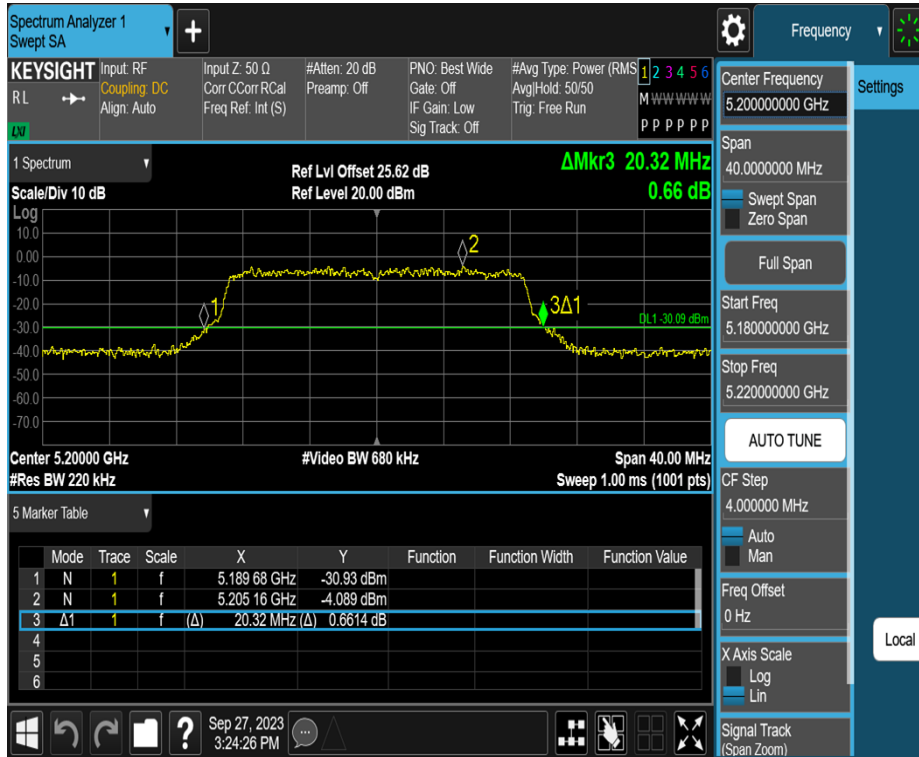 Spectrum Analyzer 1
Swept SA
+
Frequency
KEYSIGHT
R L
LXI
Input: RF
Coupling: DC
Align: Auto
Input Z: 50 Ω
Corr CCorr RCal
Freq Ref: Int (S)
#Atten: 20 dB
Preamp: Off
PNO: Best Wide
Gate: Off
IF Gain: Low
Sig Track: Off
#Avg Type: Power (RMS
Avg|Hold: 50/50
Trig: Free Run
1 2 3 4 5 6
M W W W W W
P P P P P P
1 Spectrum
Scale/Div 10 dB
Ref Lvl Offset 25.62 dB
Ref Level 20.00 dBm
ΔMkr3 20.32 MHz
0.66 dB
Log
10.0
0.00
-10.0
-20.0
-30.0
-40.0
-50.0
-60.0
-70.0
1
2
3Δ1
DL1 -30.09 dBm
Center 5.20000 GHz
#Video BW 680 kHz
Span 40.00 MHz
#Res BW 220 kHz
Sweep 1.00 ms (1001 pts)
5 Marker Table
Mode Trace Scale X Y Function Function Width Function Value
1 N 1 f 5.189 68 GHz -30.93 dBm
2 N 1 f 5.205 16 GHz -4.089 dBm
3 Δ1 1 f (Δ) 20.32 MHz (Δ) 0.6614 dB
4
5
6
?
Sep 27, 2023
3:24:26 PM
Center Frequency
5.200000000 GHz
Span
40.0000000 MHz
Swept Span
Zero Span
Full Span
Start Freq
5.180000000 GHz
Stop Freq
5.220000000 GHz
AUTO TUNE
CF Step
4.000000 MHz
Auto
Man
Freq Offset
0 Hz
X Axis Scale
Log
Lin
Signal Track
(Span Zoom)
Settings
Local